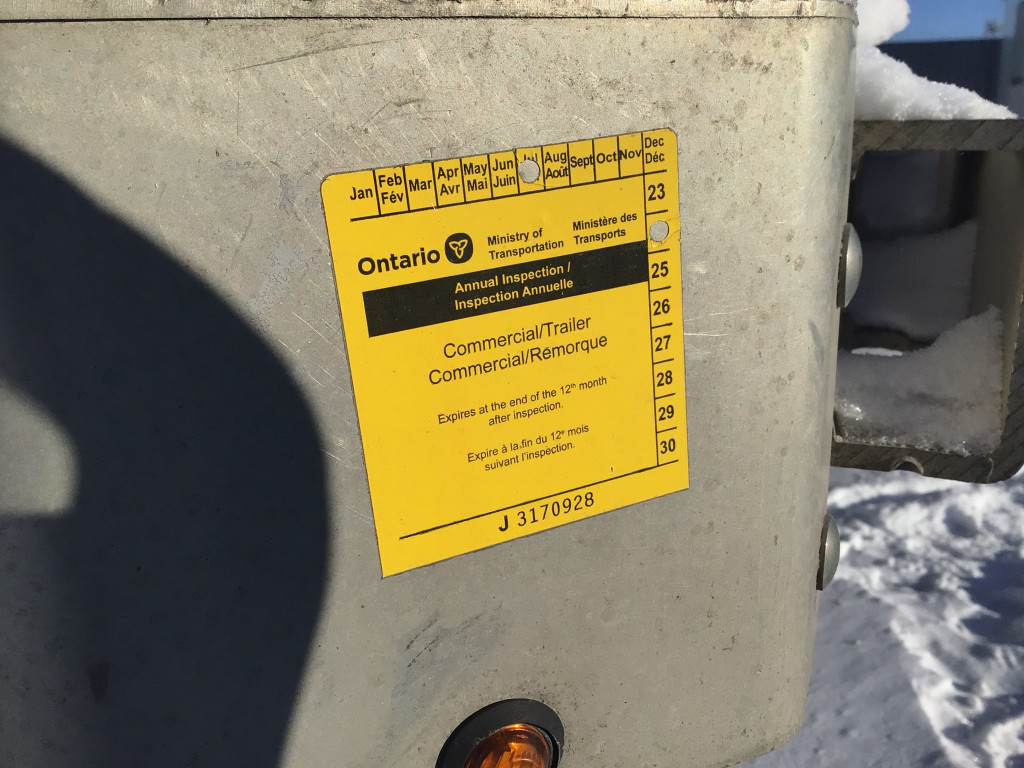 Jan Feb Fév Mar Apr Avr May Mai Jun Juin Aug Août Sept Oct Nov Dec Déc
23
25
26
27
28
29
30
Ontario
Ministry of Transportation
Ministère des Transports
Annual Inspection /
Inspection Annuelle
Commercial/Trailer
Commercial/Remorque
Expires at the end of the 12th month
after inspection.
Expire à la fin du 12e mois
suivant l'inspection.
J 3170928